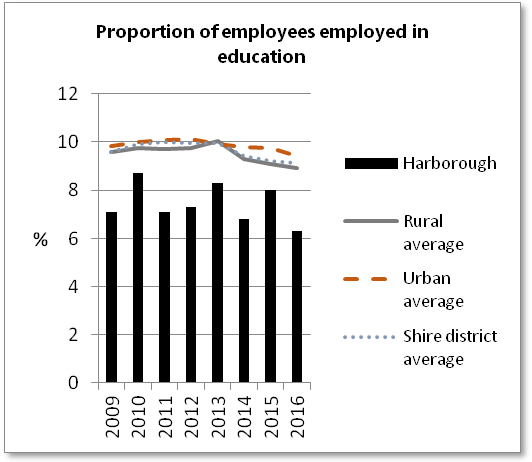 Proportion of employees employed in
education
12
10
8
6
4
2
0
%
2009
2010
2011
2012
2013
2014
2015
2016
Harborough
Rural
average
Urban
average
Shire district
average